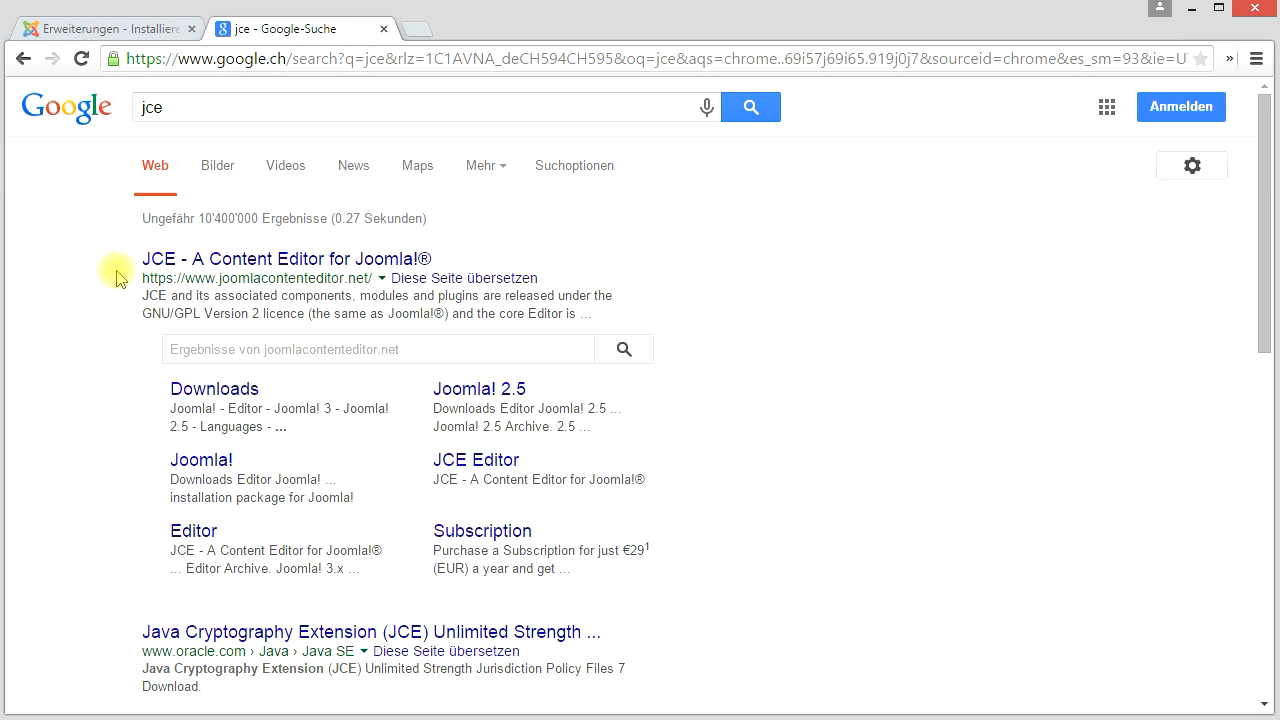 Erweiterungen - Installiere
jce - Google-Suche
https://www.google.ch/search?q=jce&rlz=1C1AVNA_deCH594CH595&oq=jce&aqs=chrome..69i57j69i65.919j0j7&sourceid=chrome&es_sm=93&ie=U
Google
jce
Anmelden
Web
Bilder
Videos
News
Maps
Mehr
Suchoptionen
Ungefähr 10'400'000 Ergebnisse (0.27 Sekunden)
JCE - A Content Editor for Joomla!®
https://www.joomlacontenteditor.net/ Diese Seite übersetzen
JCE and its associated components, modules and plugins are released under the
GNU/GPL Version 2 licence (the same as Joomla!®) and the core Editor is ...
Ergebnisse von joomlacontenteditor.net
Downloads
Joomla! - Editor - Joomla! 3 - Joomla!
2.5 - Languages - ...
Joomla! 2.5
Downloads Editor Joomla! 2.5 ...
Joomla! 2.5 Archive. 2.5 ...
Joomla!
Downloads Editor Joomla! ...
installation package for Joomla!
JCE Editor
JCE - A Content Editor for Joomla!®
Editor
JCE - A Content Editor for Joomla!®
... Editor Archive. Joomla! 3.x ...
Subscription
Purchase a Subscription for just €29¹
(EUR) a year and get ...
Java Cryptography Extension (JCE) Unlimited Strength ...
www.oracle.com › Java › Java SE Diese Seite übersetzen
Java Cryptography Extension (JCE) Unlimited Strength Jurisdiction Policy Files 7
Download.